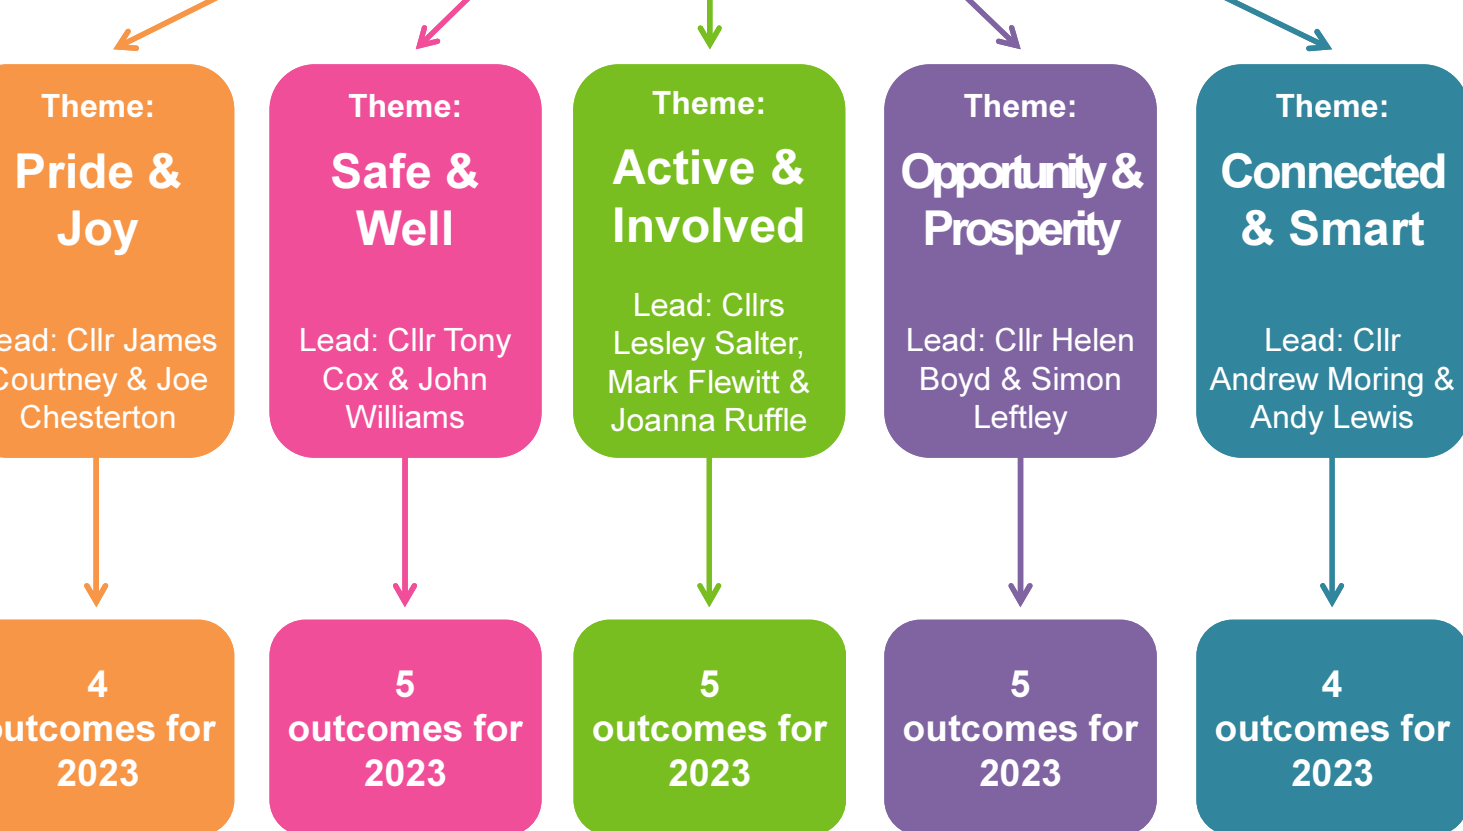 Theme:
Pride &
Joy
ead: Cllr James
Courtney & Joe
Chesterton
Theme:
Safe &
Well
Lead: Cllr Tony
Cox & John
Williams
Theme:
Active &
Involved
Lead: Cllrs
Lesley Salter,
Mark Flewitt &
Joanna Ruffle
Theme:
Opportunity &
Prosperity
Lead: Cllr Helen
Boyd & Simon
Leftley
Theme:
Connected
& Smart
Lead: Cllr
Andrew Moring &
Andy Lewis
4
outcomes for
2023
5
outcomes for
2023
5
outcomes for
2023
5
outcomes for
2023
4
outcomes for
2023